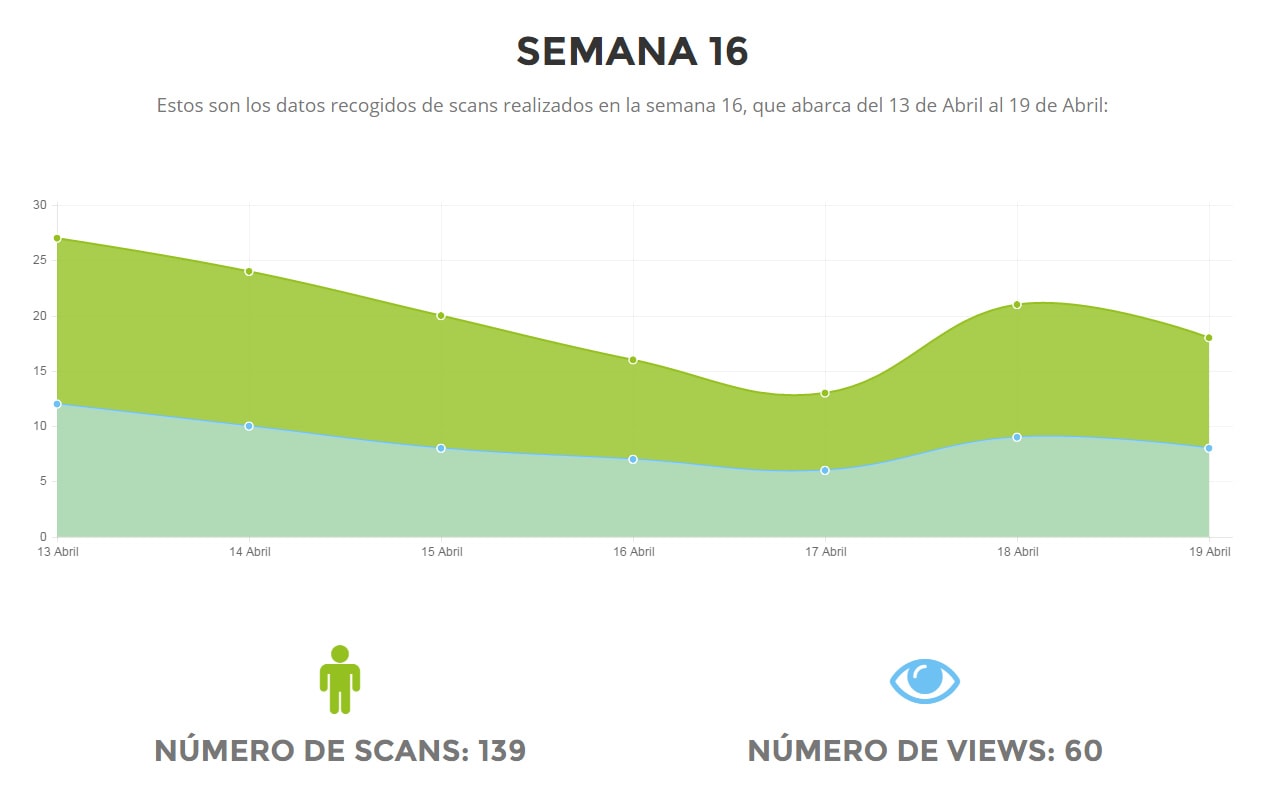 SEMANA 16
Estos son los datos recogidos de scans realizados en la semana 16, que abarca del 13 de Abril al 19 de Abril:
30
25
20
15
10
5
0
13 Abril 14 Abril 15 Abril 16 Abril 17 Abril 18 Abril 19 Abril
NÚMERO DE SCANS: 139 NÚMERO DE VIEWS: 60